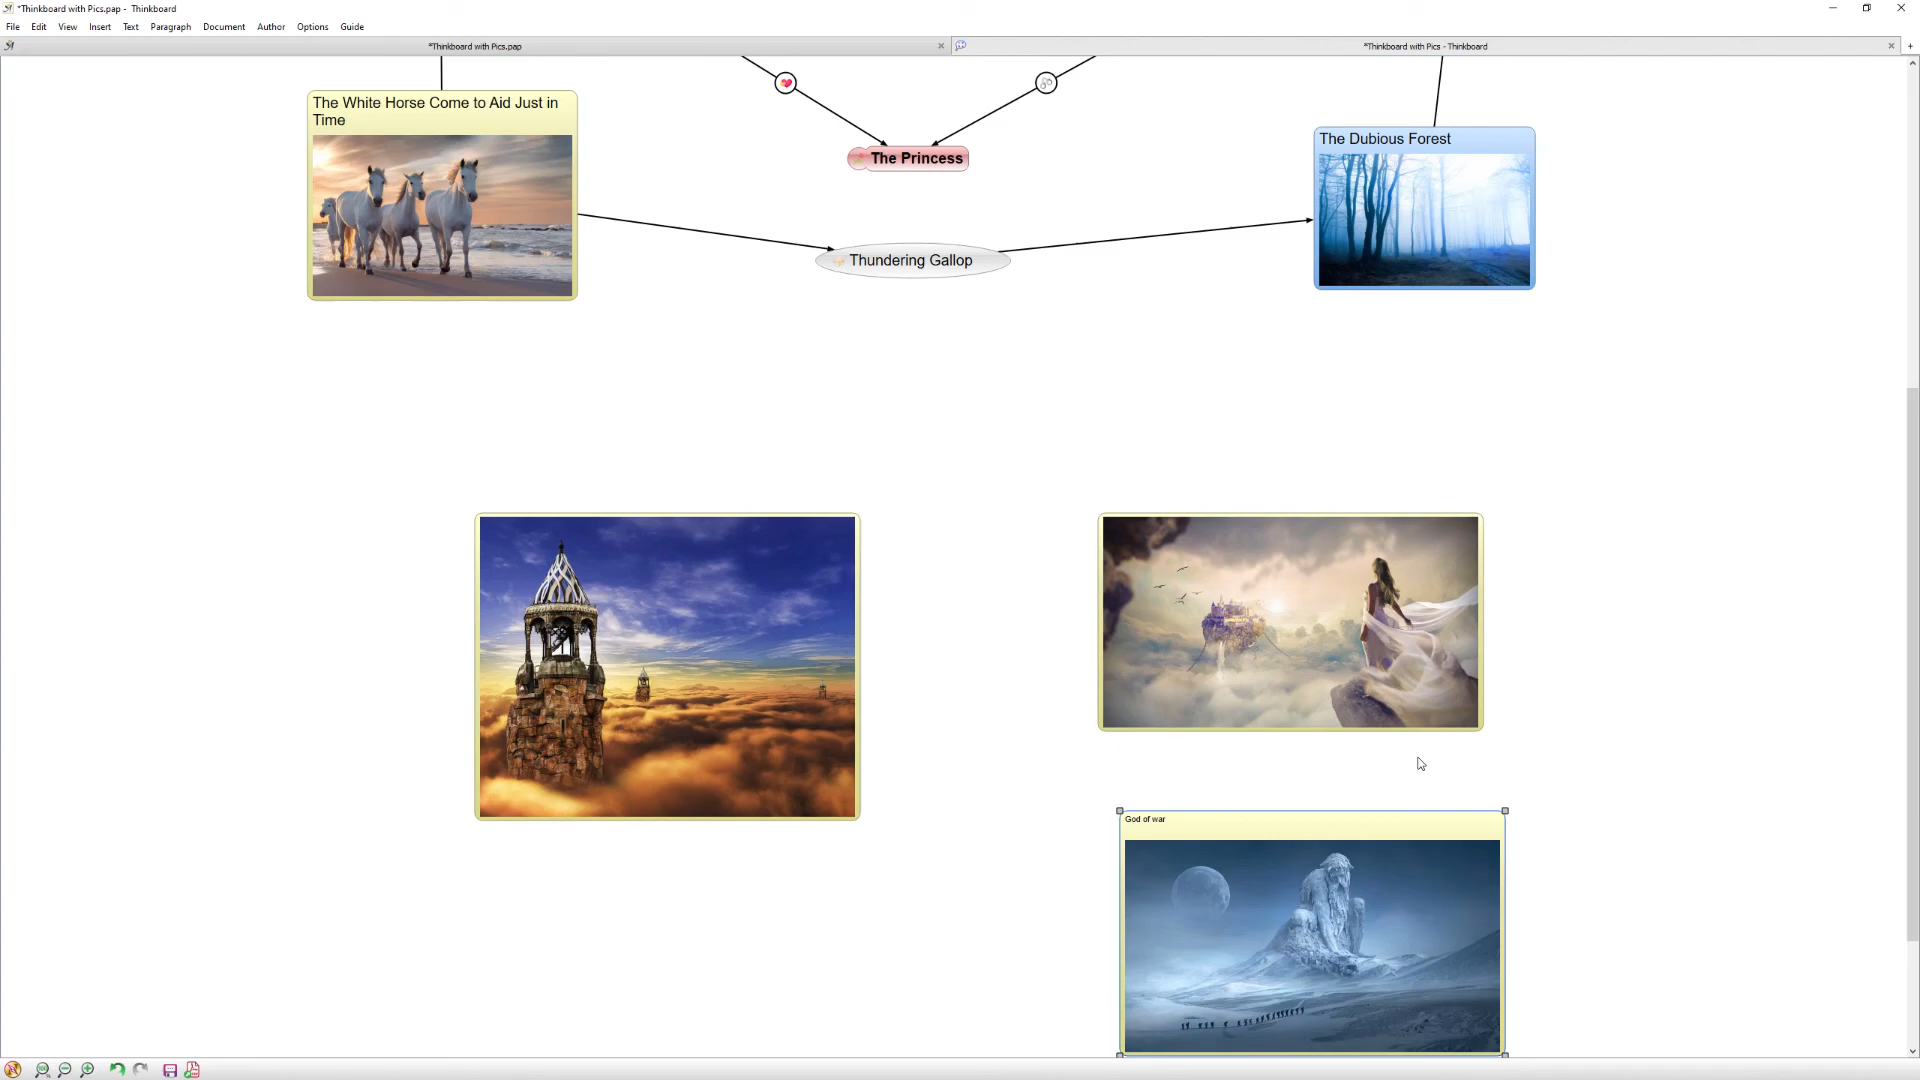 *Thinkboard with Pics.pap - Thinkboard
File Edit View Insert Text Paragraph Document Author Options Guide
*Thinkboard with Pics.pap
*Thinkboard with Pics - Thinkboard
The White Horse Come to Aid Just in
Time
The Princess
The Dubious Forest
Thundering Gallop
God of war